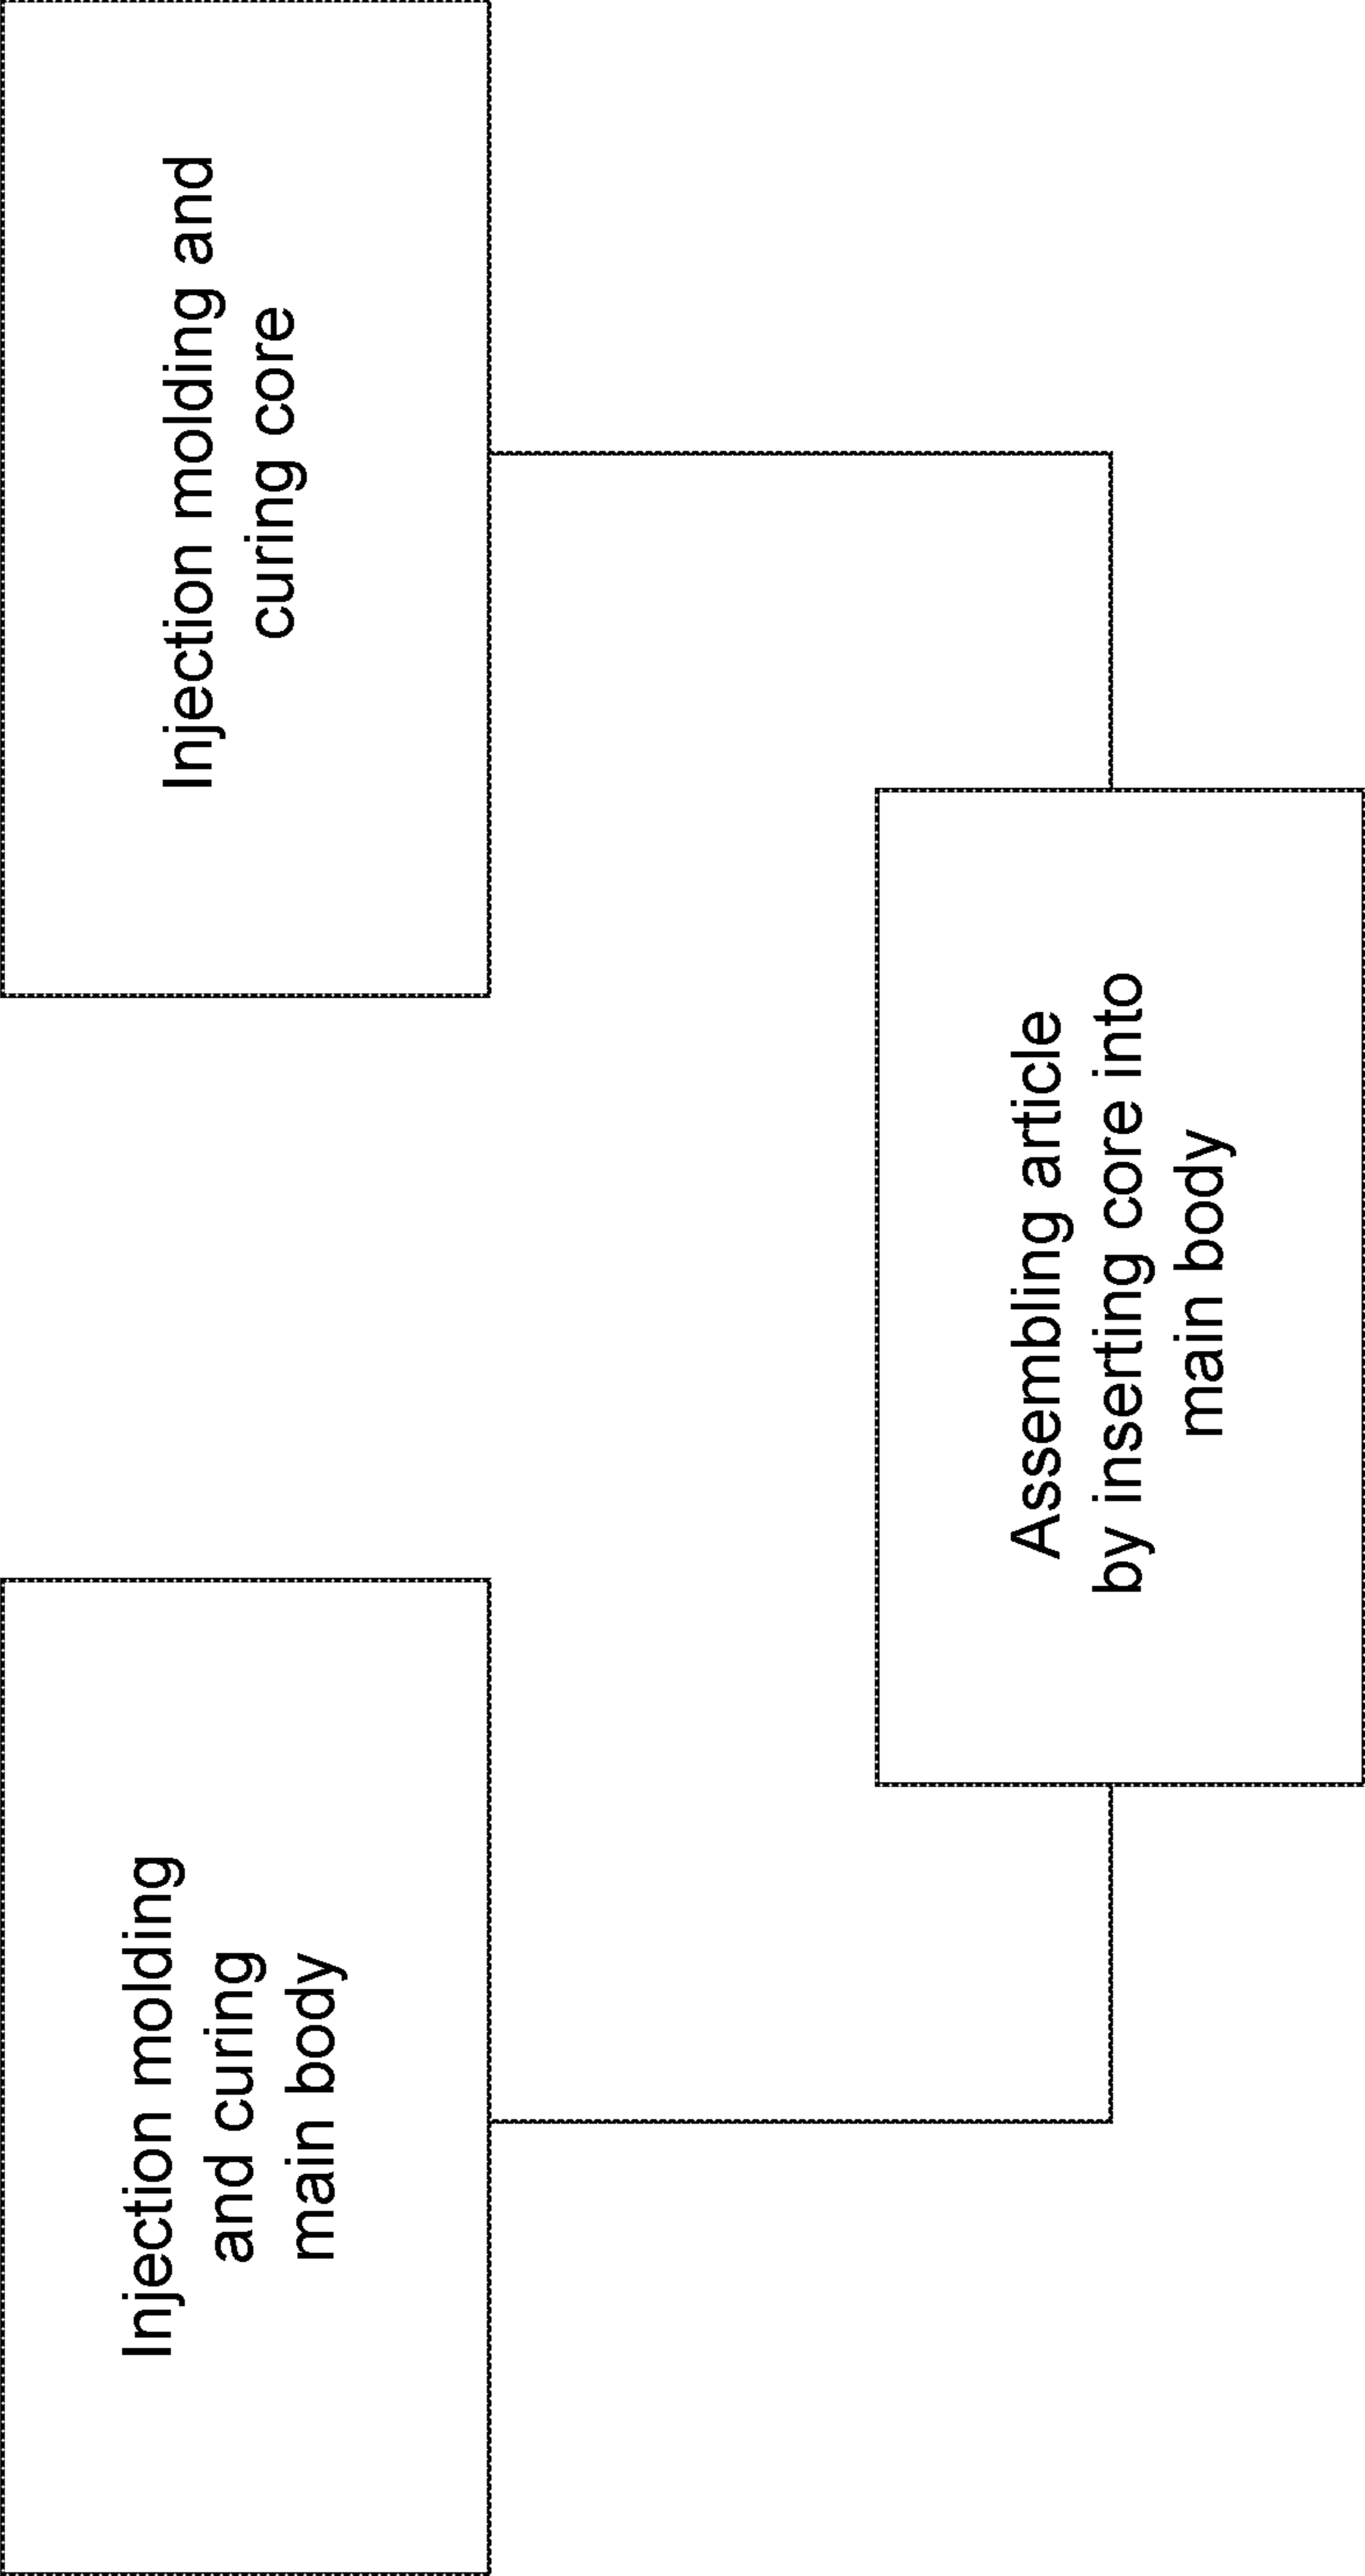 Injection molding
and curing
main body
Injection molding and
curing core
Assembling article
by inserting core into
main body